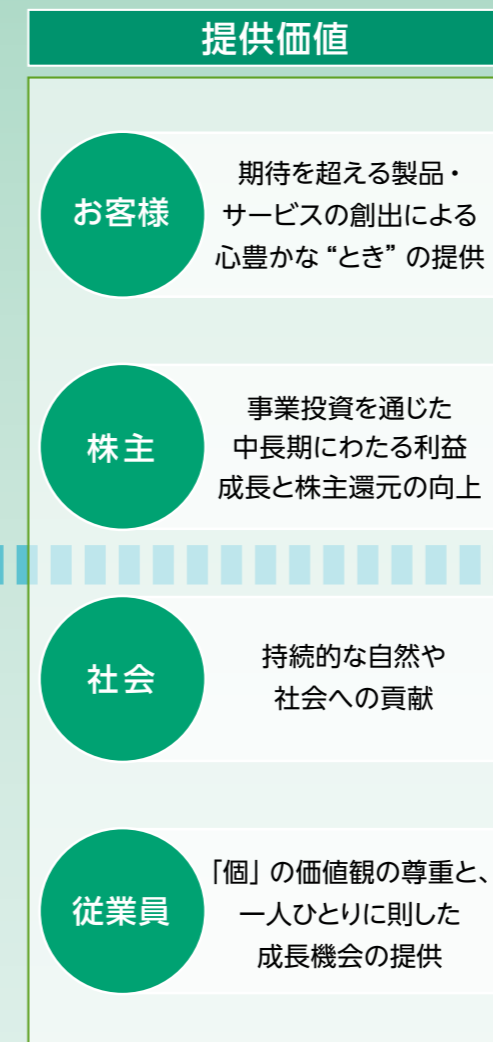 提供価値
お客様
期待を超える製品・
サービスの創出による
心豊かな“とき”の提供
株主
事業投資を通じた
中長期にわたる利益
成長と株主還元の向上
社会
持続的な自然や
社会への貢献
従業員
「個」の価値観の尊重と、
一人ひとりに則した
成長機会の提供